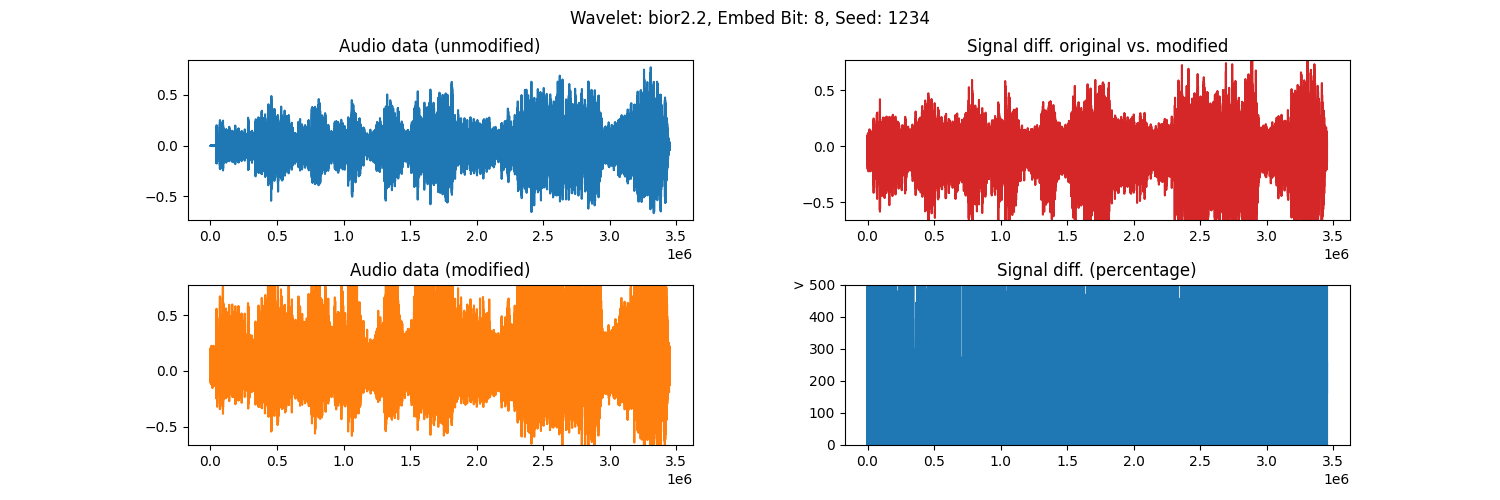 Wavelet: bior2.2, Embed Bit: 8, Seed: 1234
Audio data (unmodified)
0.5
0.0
−0.5
0.0 0.5 1.0 1.5 2.0 2.5 3.0 3.5
1e6
Signal diff. original vs. modified
0.5
0.0
−0.5
0.0 0.5 1.0 1.5 2.0 2.5 3.0 3.5
1e6
Audio data (modified)
0.5
0.0
−0.5
0.0 0.5 1.0 1.5 2.0 2.5 3.0 3.5
1e6
Signal diff. (percentage)
> 500
400
300
200
100
0
0.0 0.5 1.0 1.5 2.0 2.5 3.0 3.5
1e6